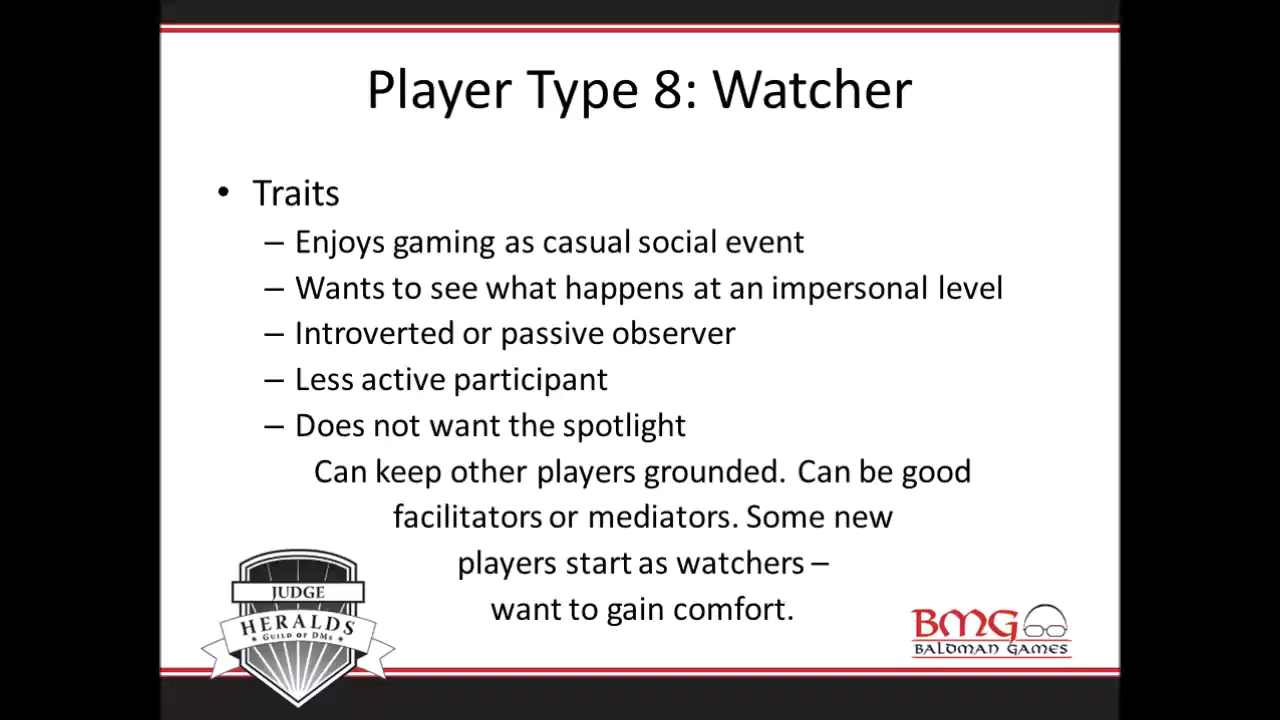 Player Type 8: Watcher
• Traits
– Enjoys gaming as casual social event
– Wants to see what happens at an impersonal level
– Introverted or passive observer
– Less active participant
– Does not want the spotlight
Can keep other players grounded. Can be good
facilitators or mediators. Some new
players start as watchers –
want to gain comfort.
JUDGE
HERALDS
GUILD OF DMs
BMG
BALDMAN GAMES